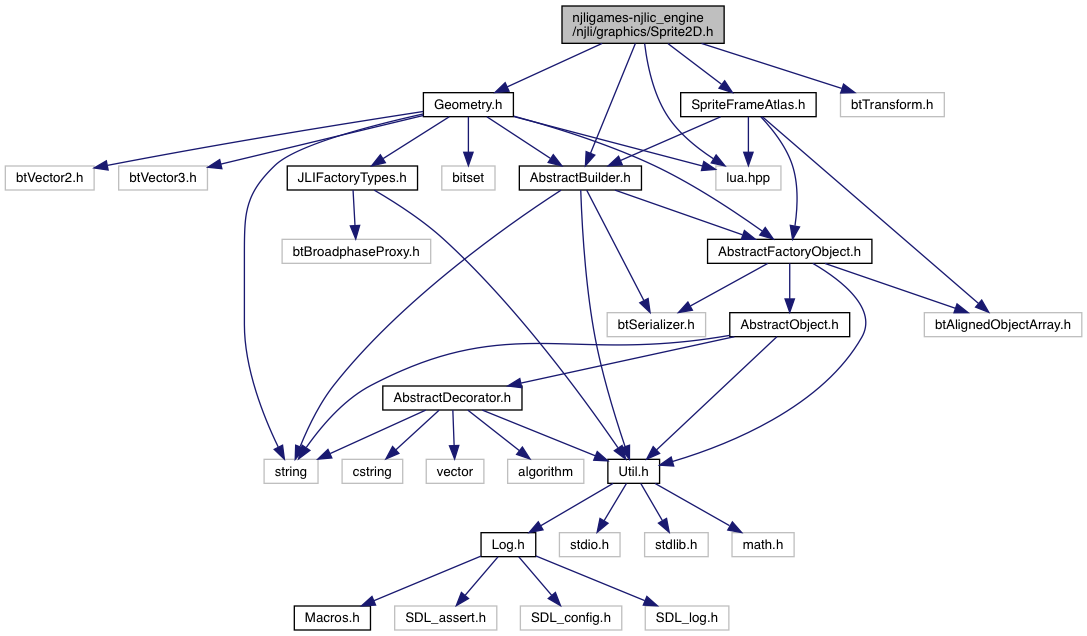 njligames-njlic_engine
/njli/graphics/Sprite2D.h
Geometry.h
SpriteFrameAtlas.h
btTransform.h
btVector2.h
btVector3.h
JLIFactoryTypes.h
bitset
AbstractBuilder.h
lua.hpp
btBroadphaseProxy.h
AbstractFactoryObject.h
btSerializer.h
AbstractObject.h
btAlignedObjectArray.h
AbstractDecorator.h
string
cstring
vector
algorithm
Util.h
Log.h
stdio.h
stdlib.h
math.h
Macros.h
SDL_assert.h
SDL_config.h
SDL_log.h